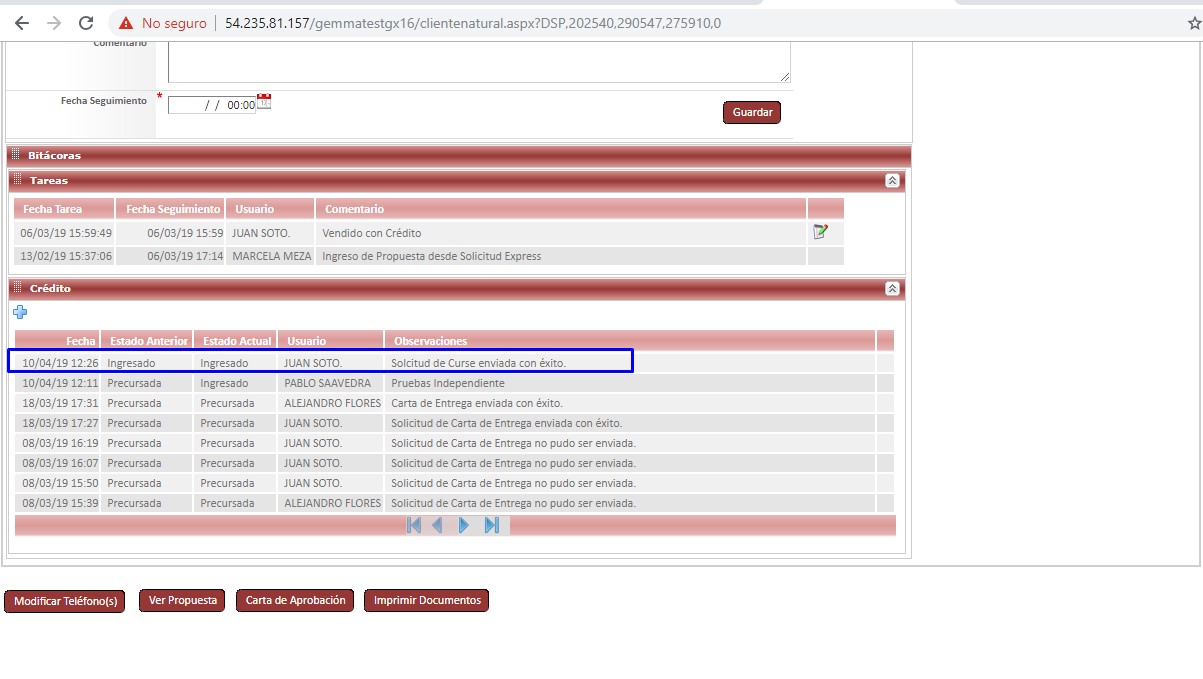 No seguro | 54.235.81.157/gemmatestgx16/clientenatural.aspx?DSP,202540,290547,275910,0
Comentario
Fecha Seguimiento * / / 00:00
Guardar
Bitácoras
Tareas
Fecha Tarea Fecha Seguimiento Usuario Comentario
06/03/19 15:59:49 06/03/19 15:59 JUAN SOTO. Vendido con Crédito
13/02/19 15:37:06 06/03/19 17:14 MARCELA MEZA Ingreso de Propuesta desde Solicitud Express
Crédito
Fecha Estado Anterior Estado Actual Usuario Observaciones
10/04/19 12:26 Ingresado Ingresado JUAN SOTO. Solcitud de Curse enviada con éxito.
10/04/19 12:11 Precursada Ingresado PABLO SAAVEDRA Pruebas Independiente
18/03/19 17:31 Precursada Precursada ALEJANDRO FLORES Carta de Entrega enviada con éxito.
18/03/19 17:27 Precursada Precursada JUAN SOTO. Solicitud de Carta de Entrega enviada con éxito.
08/03/19 16:19 Precursada Precursada JUAN SOTO. Solicitud de Carta de Entrega no pudo ser enviada.
08/03/19 16:07 Precursada Precursada JUAN SOTO. Solicitud de Carta de Entrega no pudo ser enviada.
08/03/19 15:50 Precursada Precursada JUAN SOTO. Solicitud de Carta de Entrega no pudo ser enviada.
08/03/19 15:39 Precursada Precursada ALEJANDRO FLORES Solicitud de Carta de Entrega no pudo ser enviada.
Modificar Teléfono(s) Ver Propuesta Carta de Aprobación Imprimir Documentos